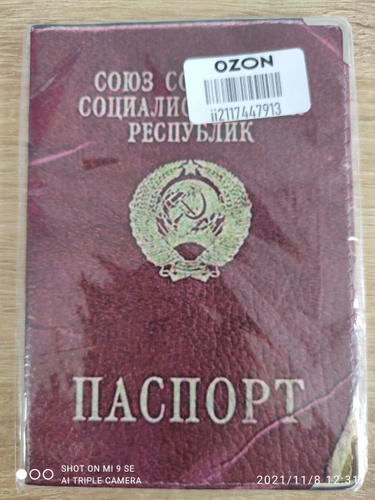 OZON
ii2117447913
СОЮЗ СО
СОЦИАЛИС
РЕСПУБЛИК
ПАСПОРТ
SHOT ON MI 9 SE
AI TRIPLE CAMERA
2021/11/8 12:31